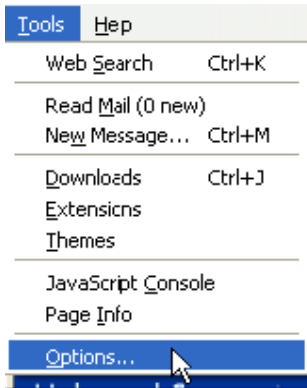 Tools Hep
Web Search Ctrl+K
Read Mail (0 new)
New Message... Ctrl+M
Downloads Ctrl+J
Extensicns
Themes
JavaScript Console
Page Info
Options...